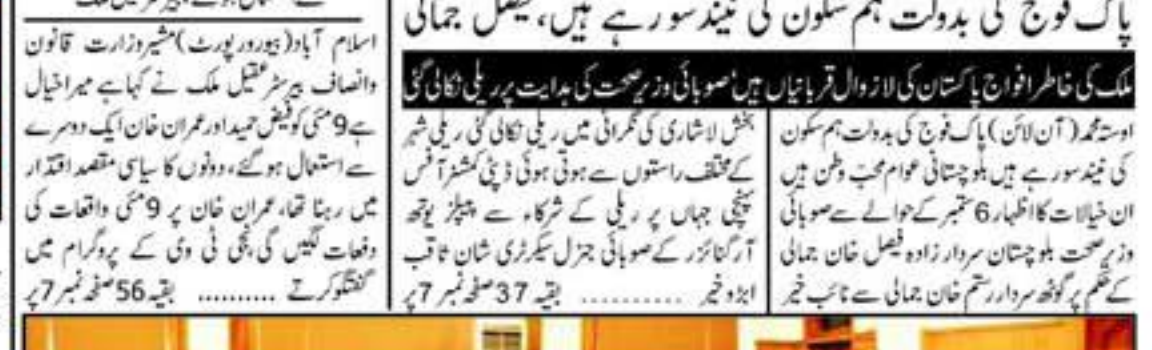 پاک فوج کی بدولت ہم سکون کی نیند سو رہے ہیں، فیصل جمالی
ملک کی خاطر افواج پاکستان کی لازوال قربانیاں ہیں‘صوبائی وزیر صحت کی ہدایت پر ریلی نکالی گئی
اوستہ محمد(آن لائن)پاک فوج کی بدولت ہم سکون
کی نیند سو رہے ہیں بلوچستانی عوام محب وطن ہیں
ان خیالات کا اظہار 6 ستمبر کے حوالے سے صوبائی
وزیر صحت بلوچستان سردار زادہ فیصل خان جمالی
کے حکم پر گوٹھ سردار رستم خان جمالی سے نائب خیر
بخش لاشاری کی نگرانی میں ریلی نکالی گئی ریلی شہر
کے مختلف راستوں سے ہوتی ہوئی ڈپٹی کمشنر آفس
پہنچی جہاں پر ریلی کے شرکاء سے پیپلز یوتھ
آرگنائزر کے صوبائی جنرل سیکرٹری شان ثاقب
ابڑو خیر .......... بقیہ 37 صفحہ نمبر 7 پر
اسلام آباد(بیورورپورٹ)مشیر وزارت قانون
وانصاف بیرسٹر عقیل ملک نے کہا ہے میرا خیال
ہے 9 مئی کو فیض حمید اور عمران خان ایک دوسرے
سے استعمال ہو گئے، دونوں کا سیاسی مقصد اقتدار
میں رہنا تھا، عمران خان پر 9 مئی واقعات کی
دفعات لگیں گی نجی ٹی وی کے پروگرام میں
گفتگو کرتے .......... بقیہ 56 صفحہ نمبر 7 پر